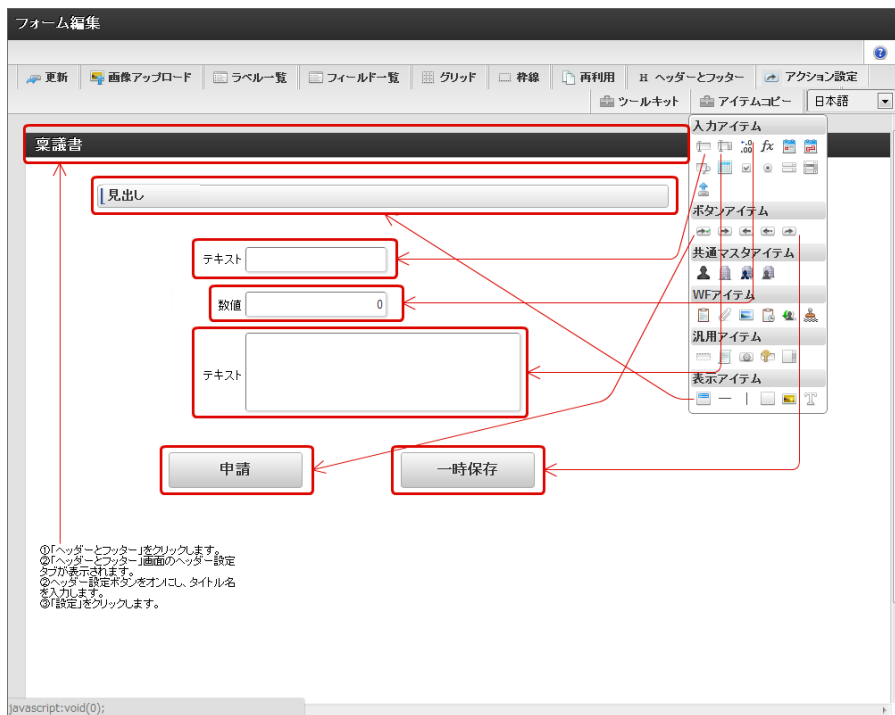 フォーム編集
更新 画像アップロード ラベル一覧 フィールド一覧 グリッド 枠線 再利用 H ヘッダーとフッター アクション設定
ツールキット アイテムコピー 日本語
稟議書
見出し
テキスト
数値 0
テキスト
申請 一時保存
入力アイテム
ボタンアイテム
共通マスタアイテム
WFアイテム
汎用アイテム
表示アイテム
①「ヘッダーとフッター」をクリックします。
②「ヘッダーとフッター」画面のヘッダー設定
タブが表示されます。
②ヘッダー設定ボタンをオンにし、タイトル名
を入力します。
③「設定」をクリックします。
javascript:void(0);